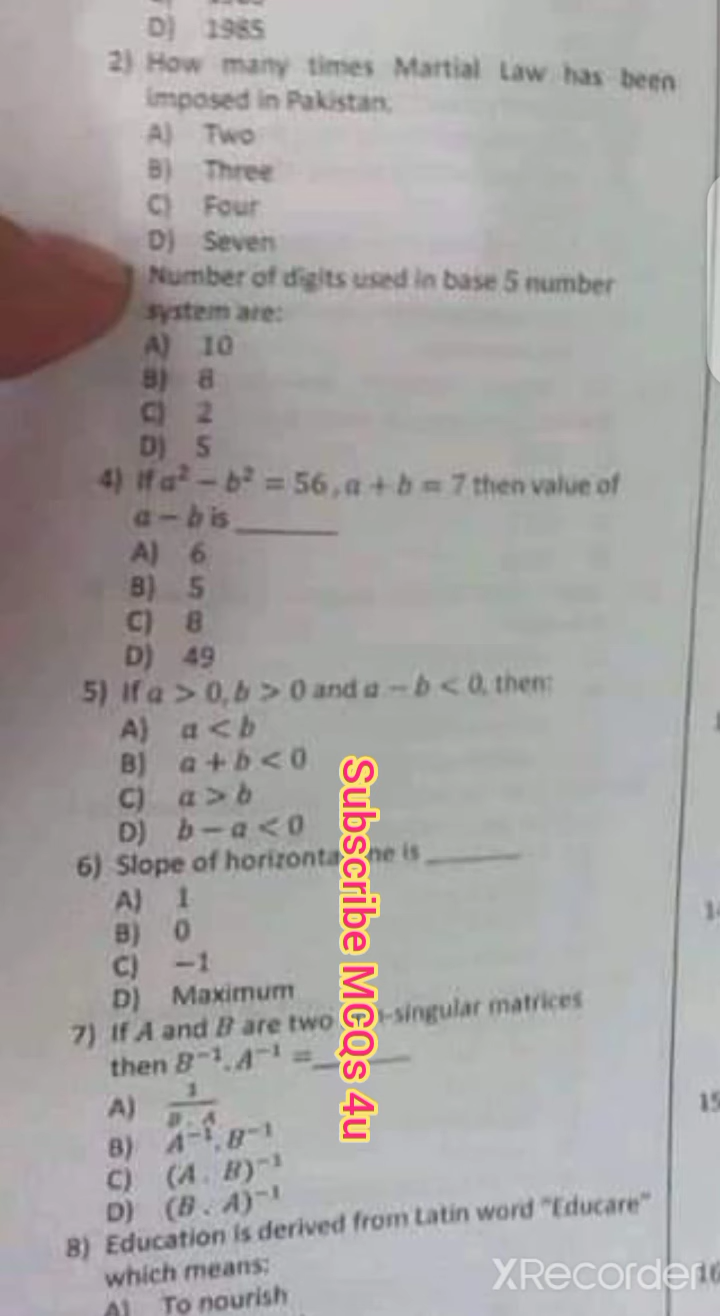 D) 1985
2) How many times Martial Law has been
imposed in Pakistan.
A) Two
B) Three
C) Four
D) Seven
Number of digits used in base 5 number
system are:
A) 10
B) 8
C) 2
D) 5
4) If a² − b² = 56, a + b = 7 then value of
a − b is ______
A) 6
B) 5
C) 8
D) 49
5) If a > 0, b > 0 and a − b < 0, then:
A) a < b
B) a + b < 0
C) a > b
D) b − a < 0
6) Slope of horizonta ne is ______
A) 1
B) 0
C) −1
D) Maximum
7) If A and B are two -singular matrices
then B⁻¹. A⁻¹ = ______
A) 1/B . A
B) A⁻¹. B⁻¹
C) (A . B)⁻¹
D) (B . A)⁻¹
8) Education is derived from Latin word "Educare"
which means:
A) To nourish
Subscribe MCQs 4u
15
16
XRecorder